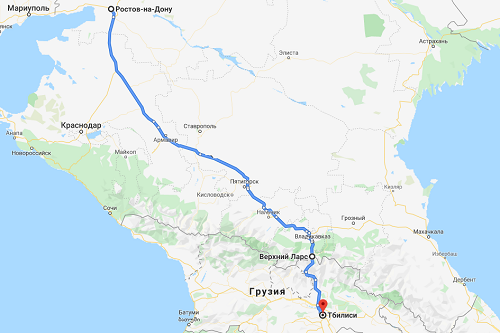 Мариуполь
Ростов-на-Дону
Элиста
Астрахань
Краснодар
Ставрополь
Армавир
Анапа
Майкоп
Новороссийск
Пятигорск
Кисловодск
Кизляр
Сочи
Нальчик
Грозный
Владикавказ
Махачкала
Верхний Ларс
Избербаш
Дербент
Грузия
Тбилиси
Батуми